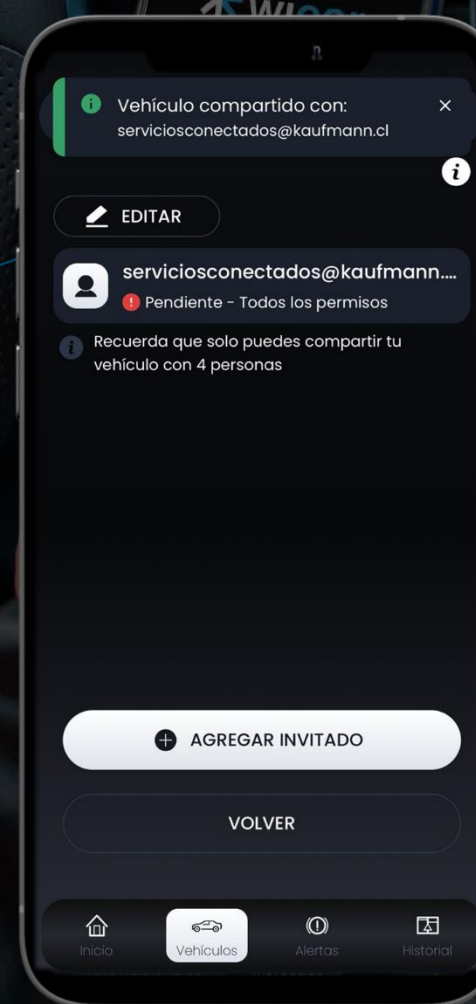 Vehículo compartido con:
serviciosconectados@kaufmann.cl
EDITAR
serviciosconectados@kaufmann....
Pendiente - Todos los permisos
Recuerda que solo puedes compartir tu
vehículo con 4 personas
AGREGAR INVITADO
VOLVER
Inicio
Vehículos
Alertas
Historial